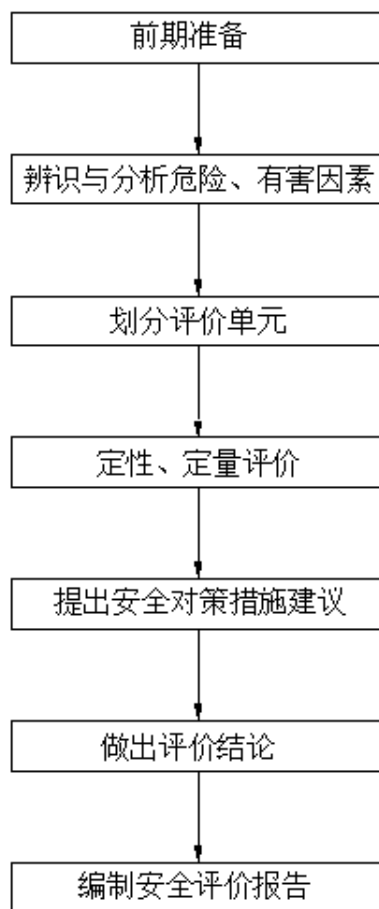 前期准备
辨识与分析危险、有害因素
划分评价单元
定性、定量评价
提出安全对策措施建议
做出评价结论
编制安全评价报告